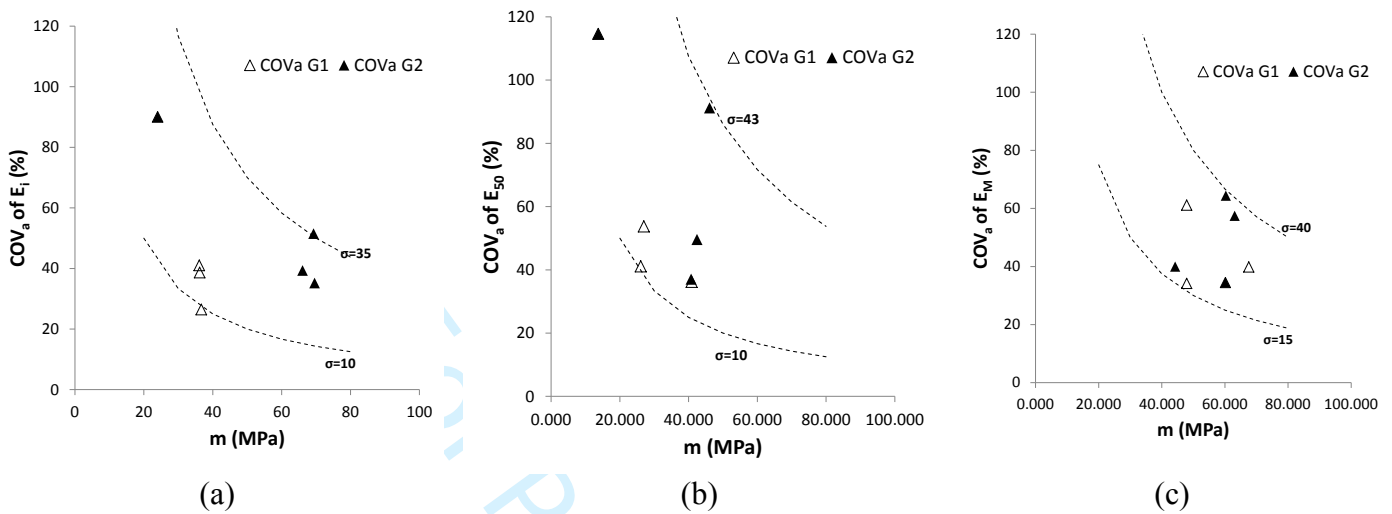 120
100
80
60
40
20
0
COVₐ of Eᵢ (%)
△ COVa G1 ▲ COVa G2
σ=35
σ=10
0 20 40 60 80 100
m (MPa)
(a)
120
100
80
60
40
20
0
COVₐ of E₅₀ (%)
△ COVa G1 ▲ COVa G2
σ=43
σ=10
0.000 20.000 40.000 60.000 80.000 100.000
m (MPa)
(b)
120
100
80
60
40
20
0
COVₐ of E_M (%)
△ COVa G1 ▲ COVa G2
σ=40
σ=15
0.000 20.000 40.000 60.000 80.000 100.000
m (MPa)
(c)